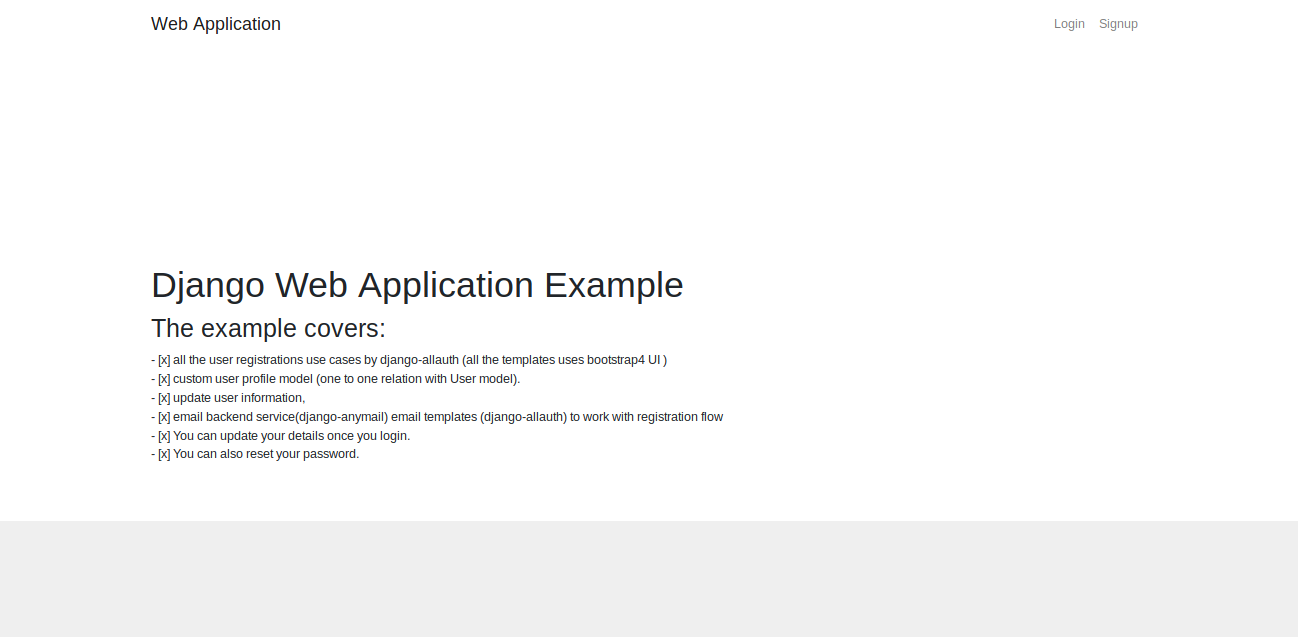 Web Application
Login Signup
Django Web Application Example
The example covers:
- [x] all the user registrations use cases by django-allauth (all the templates uses bootstrap4 UI )
- [x] custom user profile model (one to one relation with User model).
- [x] update user information,
- [x] email backend service(django-anymail) email templates (django-allauth) to work with registration flow
- [x] You can update your details once you login.
- [x] You can also reset your password.